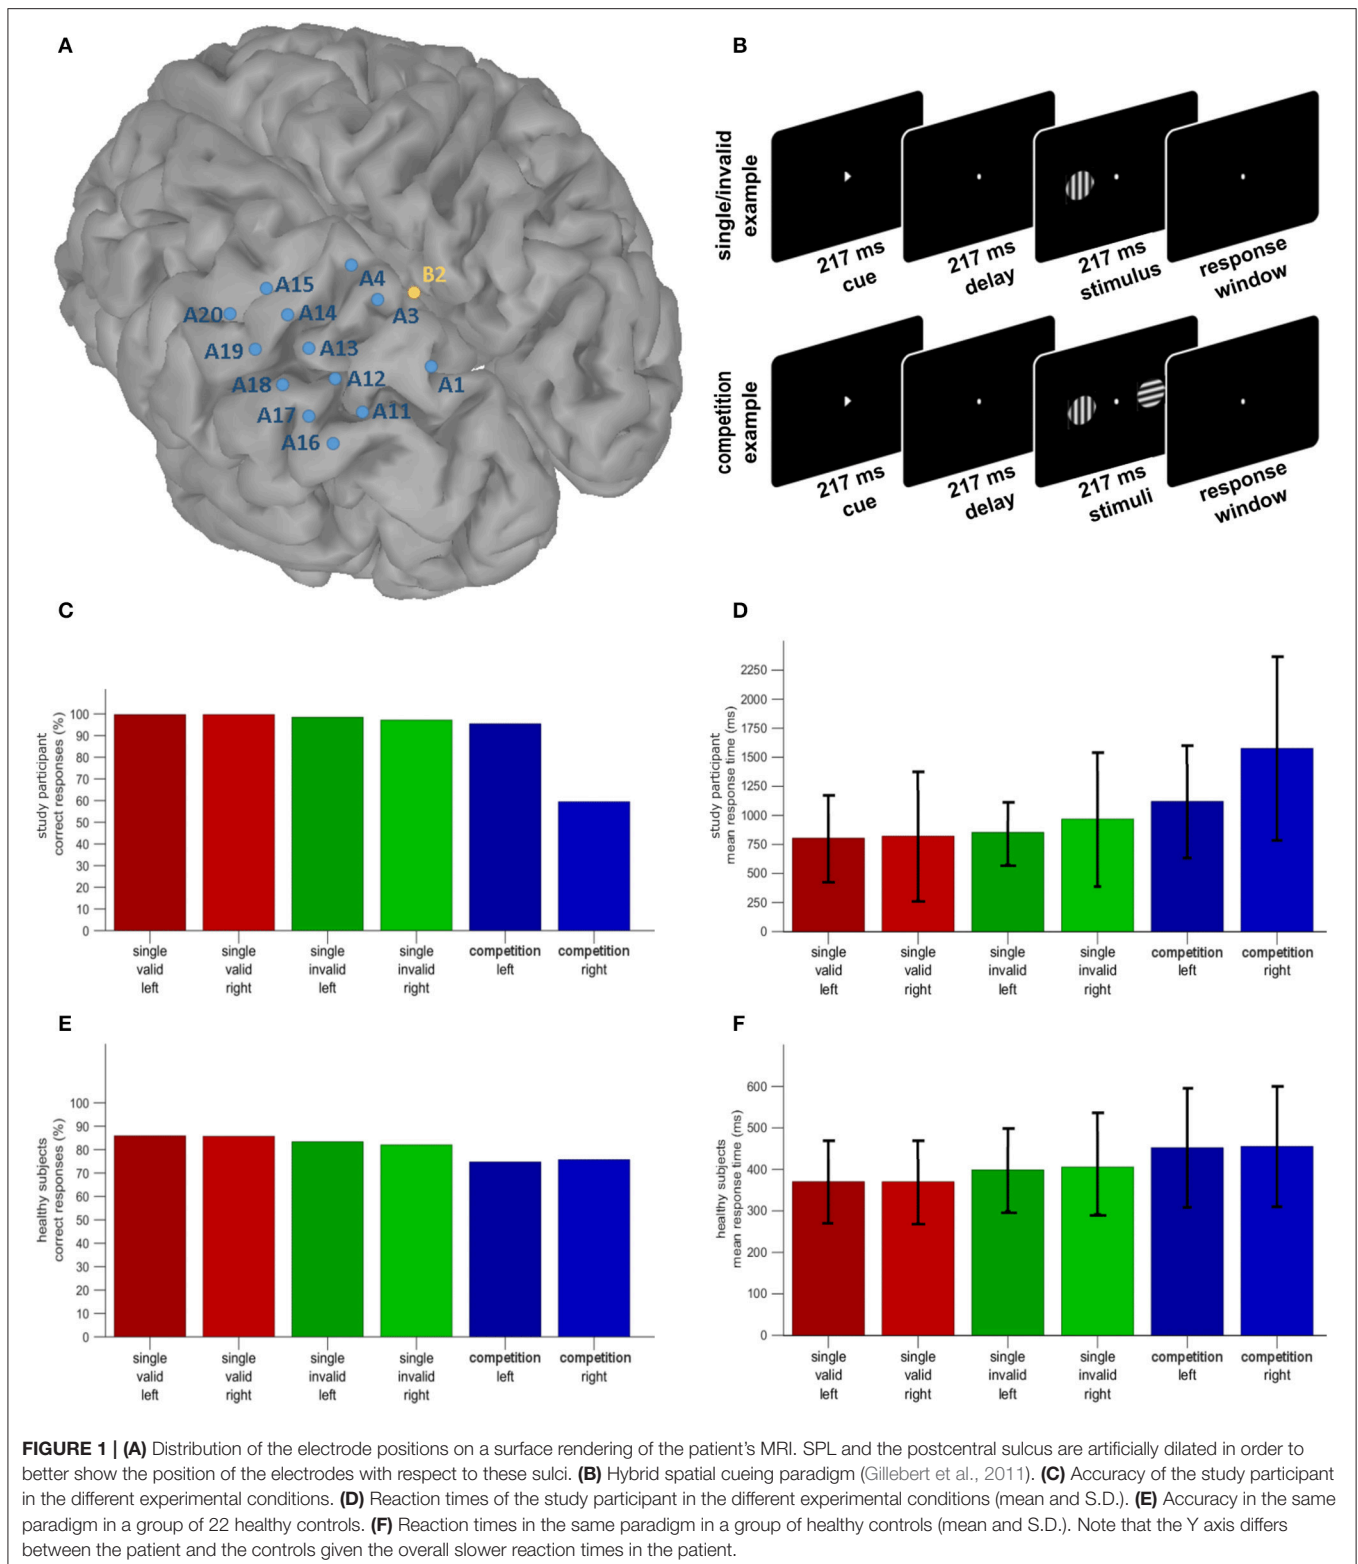 A
B2
A4
A15
A3
A14
A20
A13
A19
A12
A1
A18
A11
A17
A16
B
single/invalid
example
217 ms
cue
217 ms
delay
217 ms
stimulus
response
window
competition
example
217 ms
cue
217 ms
delay
217 ms
stimuli
response
window
C
study participant
correct responses (%)
100
90
80
70
60
50
40
30
20
10
0
single
valid
left
single
valid
right
single
invalid
left
single
invalid
right
competition
left
competition
right
D
study participant
mean response time (ms)
2250
2000
1750
1500
1250
1000
750
500
250
0
single
valid
left
single
valid
right
single
invalid
left
single
invalid
right
competition
left
competition
right
E
healthy subjects
correct responses (%)
100
90
80
70
60
50
40
30
20
10
0
single
valid
left
single
valid
right
single
invalid
left
single
invalid
right
competition
left
competition
right
F
healthy subjects
mean response time (ms)
600
500
400
300
200
100
0
single
valid
left
single
valid
right
single
invalid
left
single
invalid
right
competition
left
competition
right
FIGURE 1 | (A) Distribution of the electrode positions on a surface rendering of the patient's MRI. SPL and the postcentral sulcus are artificially dilated in order to
better show the position of the electrodes with respect to these sulci. (B) Hybrid spatial cueing paradigm (Gillebert et al., 2011). (C) Accuracy of the study participant
in the different experimental conditions. (D) Reaction times of the study participant in the different experimental conditions (mean and S.D.). (E) Accuracy in the same
paradigm in a group of 22 healthy controls. (F) Reaction times in the same paradigm in a group of healthy controls (mean and S.D.). Note that the Y axis differs
between the patient and the controls given the overall slower reaction times in the patient.